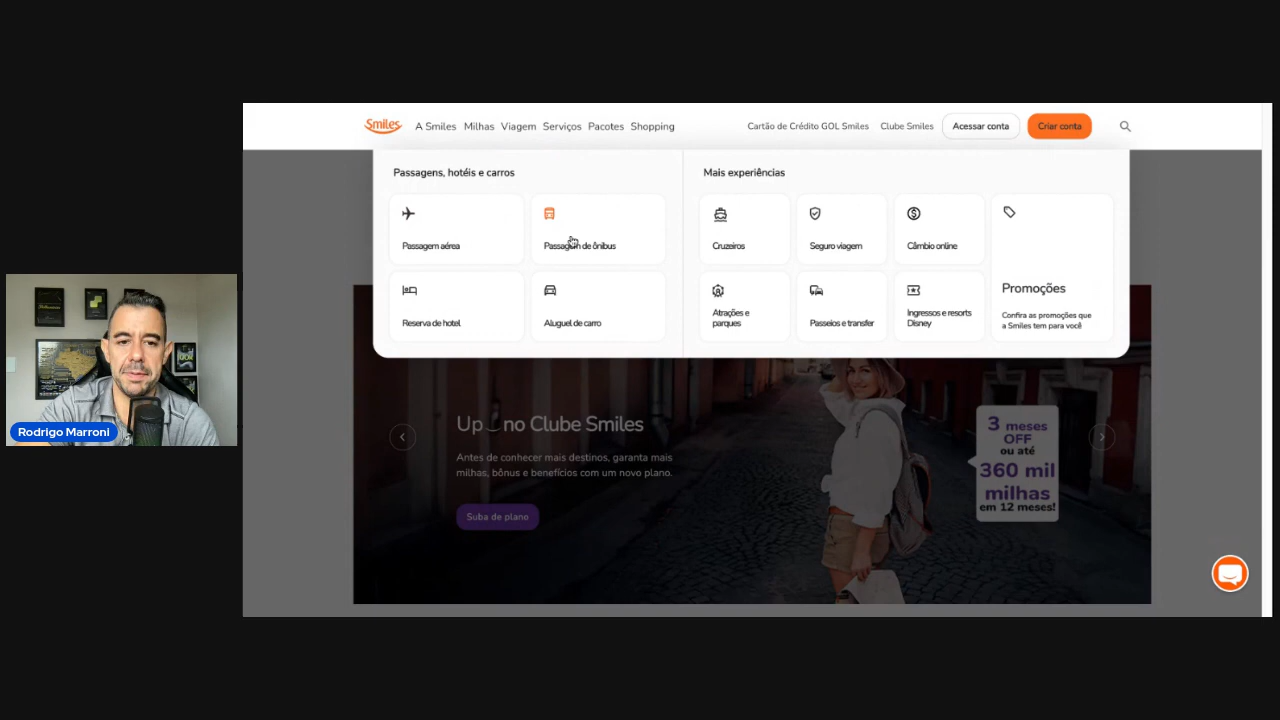 Smiles
A Smiles Milhas Viagem Serviços Pacotes Shopping
Cartão de Crédito GOL Smiles Clube Smiles Acessar conta Criar conta
Passagens, hotéis e carros
Passagem aérea
Passagem de ônibus
Reserva de hotel
Aluguel de carro
Mais experiências
Cruzeiros
Seguro viagem
Câmbio online
Atrações e
parques
Passeios e transfer
Ingressos e resorts
Disney
Promoções
Confira as promoções que
a Smiles tem para você
Up no Clube Smiles
Antes de conhecer mais destinos, garanta mais
milhas, bônus e benefícios com um novo plano.
Suba de plano
3 meses
OFF
ou até
360 mil
milhas
em 12 meses!
Rodrigo Marroni